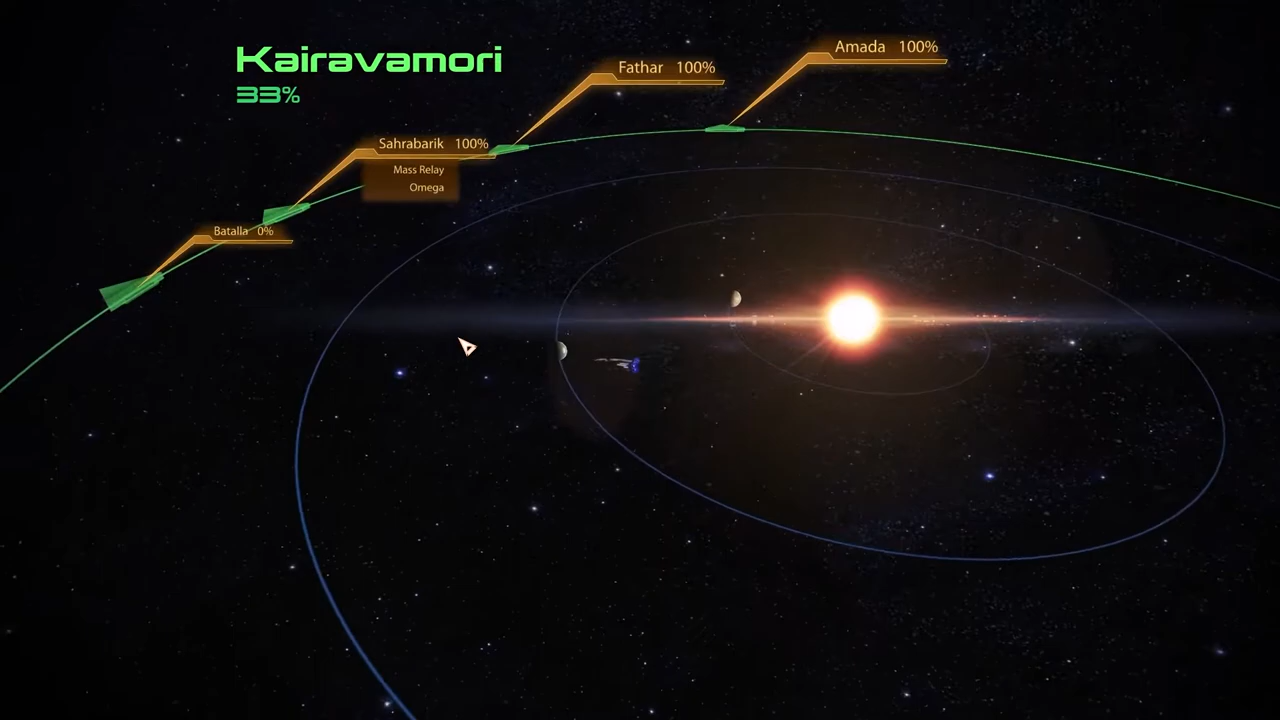 Kairavamori
33%
Amada 100%
Fathar 100%
Sahrabarik 100%
Mass Relay
Omega
Batalla 0%